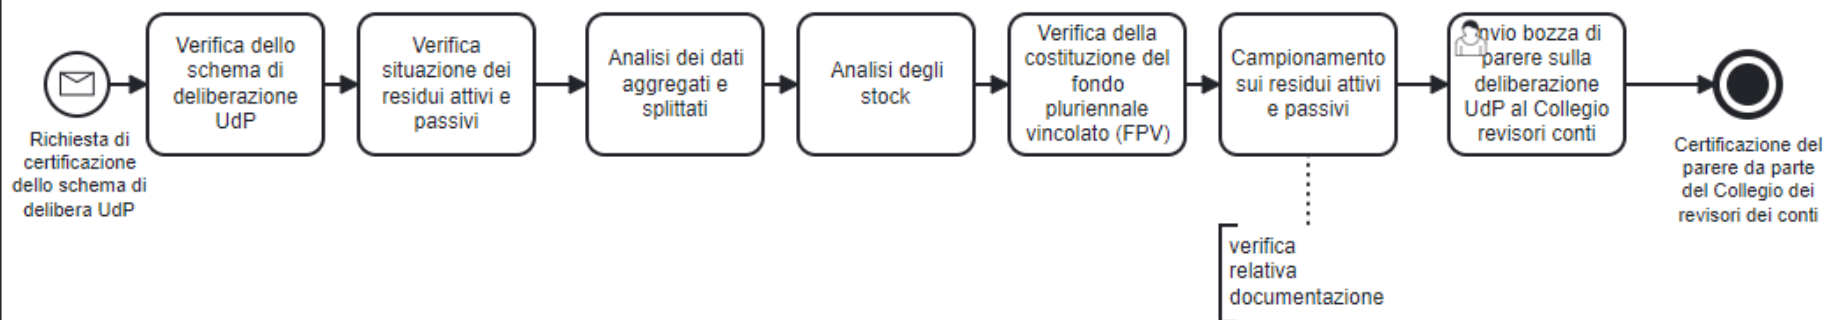 Richiesta di
certificazione
dello schema di
delibera UdP
Verifica dello
schema di
deliberazione
UdP
Verifica
situazione dei
residui attivi e
passivi
Analisi dei dati
aggregati e
splittati
Analisi degli
stock
Verifica della
costituzione del
fondo
pluriennale
vincolato (FPV)
Campionamento
sui residui attivi
e passivi
verifica
relativa
documentazione
Invio bozza di
parere sulla
deliberazione
UdP al Collegio
revisori conti
Certificazione del
parere da parte
del Collegio dei
revisori dei conti